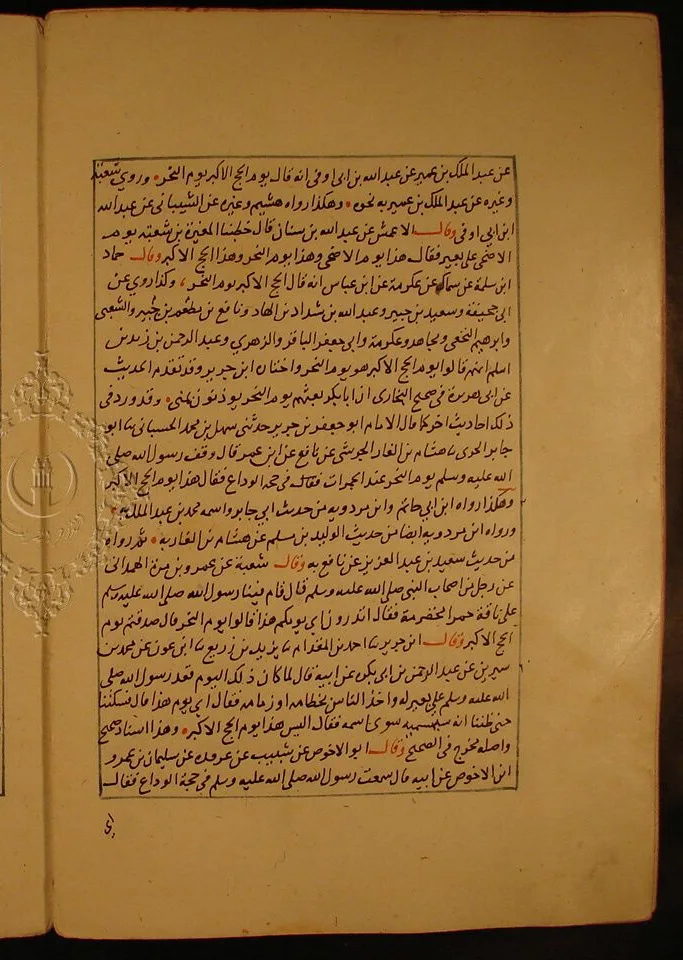 عن عبد الملك بن عمير عن عبد الله بن ابي اوفى انه قال يوم الحج الاكبر يوم النحر وروى شعبة
وغيره عن عبد الملك بن عمير به نحوه وهكذا رواه هشيم وغيره عن الشيباني عن عبد الله
ابن ابي اوفى وقال الاعمش عن عبد الله بن سنان قال خطبنا المغيرة بن شعبة يوم
الاضحى على بعير فقال هذا يوم الاضحى وهذا يوم النحر وهذا الحج الاكبر وقال حماد
ابن سلمة عن سماك عن عكرمة عن ابن عباس انه قال الحج الاكبر يوم النحر وكذا روي عن
ابي جحيفة وسعيد بن جبير وعبد الله بن شداد بن الهاد ونافع بن مطعم بن جبير والشعبي
وابرهيم النخعي ومجاهد وعكرمة وابي جعفر الباقر والزهري وعبد الرحمن بن زيد بن
اسلم انهم قالوا يوم الحج الاكبر هو يوم النحر واختاره ابن جرير وقد تقدم الحديث
عن ابي هريرة في صحيح البخاري ان ابا بكر بعثهم يوم النحر يوذنون بمنى وقد ورد في
ذلك احاديث اخر كما قال الامام ابو جعفر بن جرير حدثني سهل بن محمد الحسباني ثنا ابو
جابر الحرى ثنا هشام بن الغاز الجرشي عن نافع عن ابن عمر قال وقف رسول الله صلى
الله عليه وسلم يوم النحر عند الجمرات فقال في حجة الوداع فقال هذا يوم الحج الاكبر
وهكذا رواه ابن ابي حاتم وابن مردويه من حديث ابي جابر واسمه محمد بن عبد الملك به
ورواه ابن مردويه ايضا من حديث الوليد بن مسلم عن هشام بن الغاز به ثم رواه
من حديث سعيد بن عبد العزيز عن نافع به وقال شعبة عن عمرو بن مرة الهمداني
عن رجل من اصحاب النبي صلى الله عليه وسلم قال قام فينا رسول الله صلى الله عليه وسلم
على ناقة حمرا مخضرمة فقال اتدرون اي يومكم هذا قالوا يوم النحر قال صدقتم يوم
الحج الاكبر وقال ابن جرير ثنا احمد بن المقدام ثنا يزيد بن زريع ثنا ابن عون عن محمد بن
سيرين عن عبد الرحمن بن ابي بكره عن ابيه قال لما كان ذلك اليوم قعد رسول الله صلى
الله عليه وسلم على بعير له واخذ الناس بخطامه او زمامه فقال اي يوم هذا قال فسكتنا
حتى ظننا انه سيسميه سوى اسمه فقال اليس هذا يوم الحج الاكبر وهذا اسناد صحيح
واصله مخرج في الصحيح وقال ابو الاحوص عن شبيب عن عروه عن سليمان بن عمرو
ابن الاحوص عن ابيه قال سمعت رسول الله صلى الله عليه وسلم في حجة الوداع فقال
اي